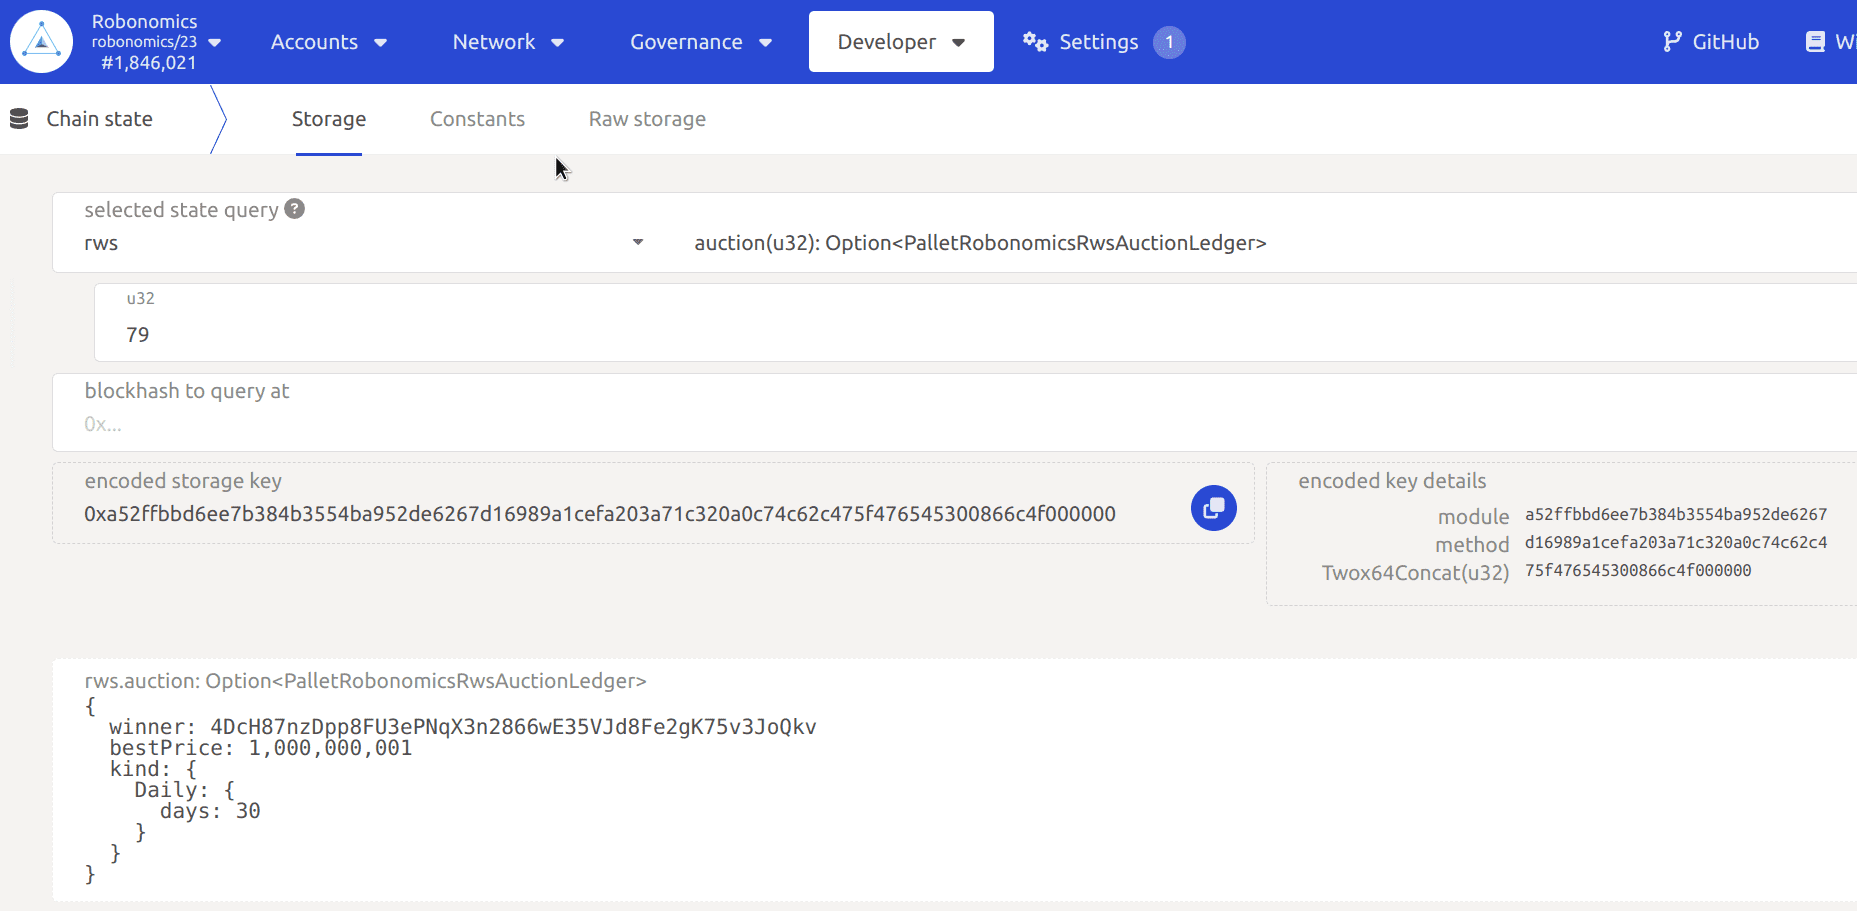 Robonomics
robonomics/23
#1,846,021
Accounts
Network
Governance
Developer
Settings
1
GitHub
Chain state
Storage
Constants
Raw storage
selected state query ?
rws
auction(u32): Option<PalletRobonomicsRwsAuctionLedger>
u32
79
blockhash to query at
0x...
encoded storage key
0xa52ffbbd6ee7b384b3554ba952de6267d16989a1cefa203a71c320a0c74c62c475f476545300866c4f000000
encoded key details
module a52ffbbd6ee7b384b3554ba952de6267
method d16989a1cefa203a71c320a0c74c62c4
Twox64Concat(u32) 75f476545300866c4f000000
rws.auction: Option<PalletRobonomicsRwsAuctionLedger>
{
winner: 4DcH87nzDpp8FU3ePNqX3n2866wE35VJd8Fe2gK75v3JoQkv
bestPrice: 1,000,000,001
kind: {
Daily: {
days: 30
}
}
}